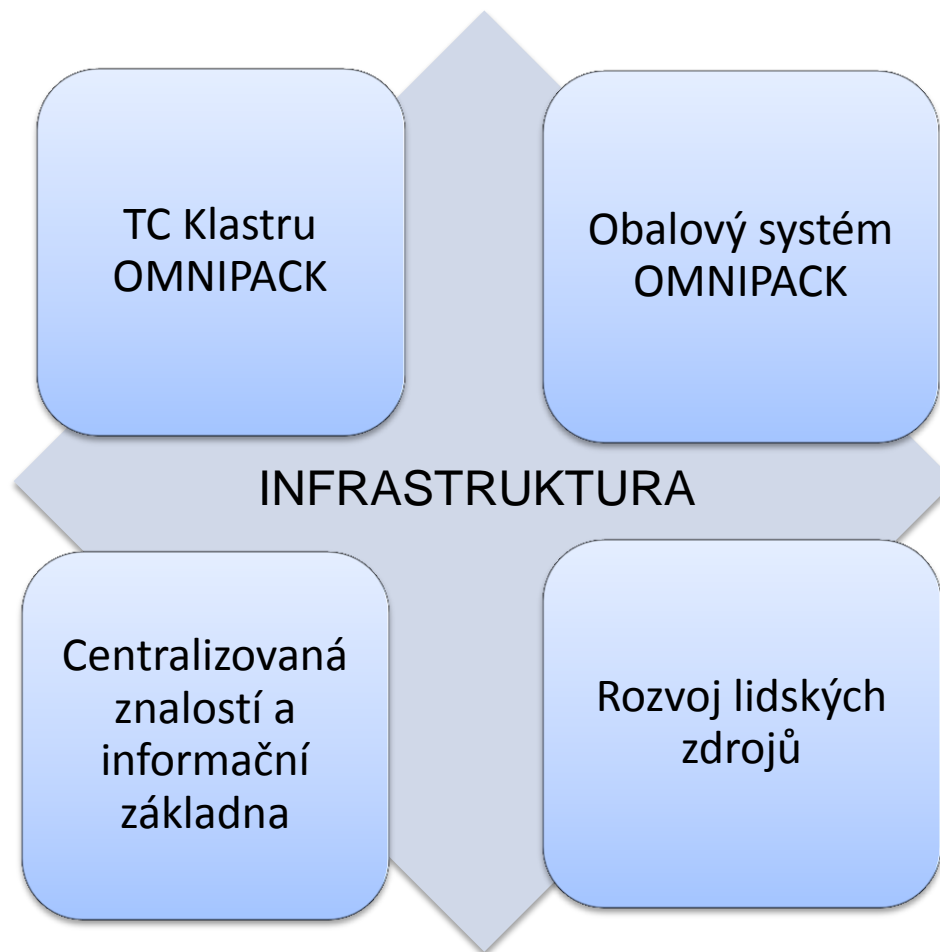 TC Klastru
OMNIPACK
Obalový systém
OMNIPACK
INFRASTRUKTURA
Centralizovaná
znalostí a
informační
základna
Rozvoj lidských
zdrojů